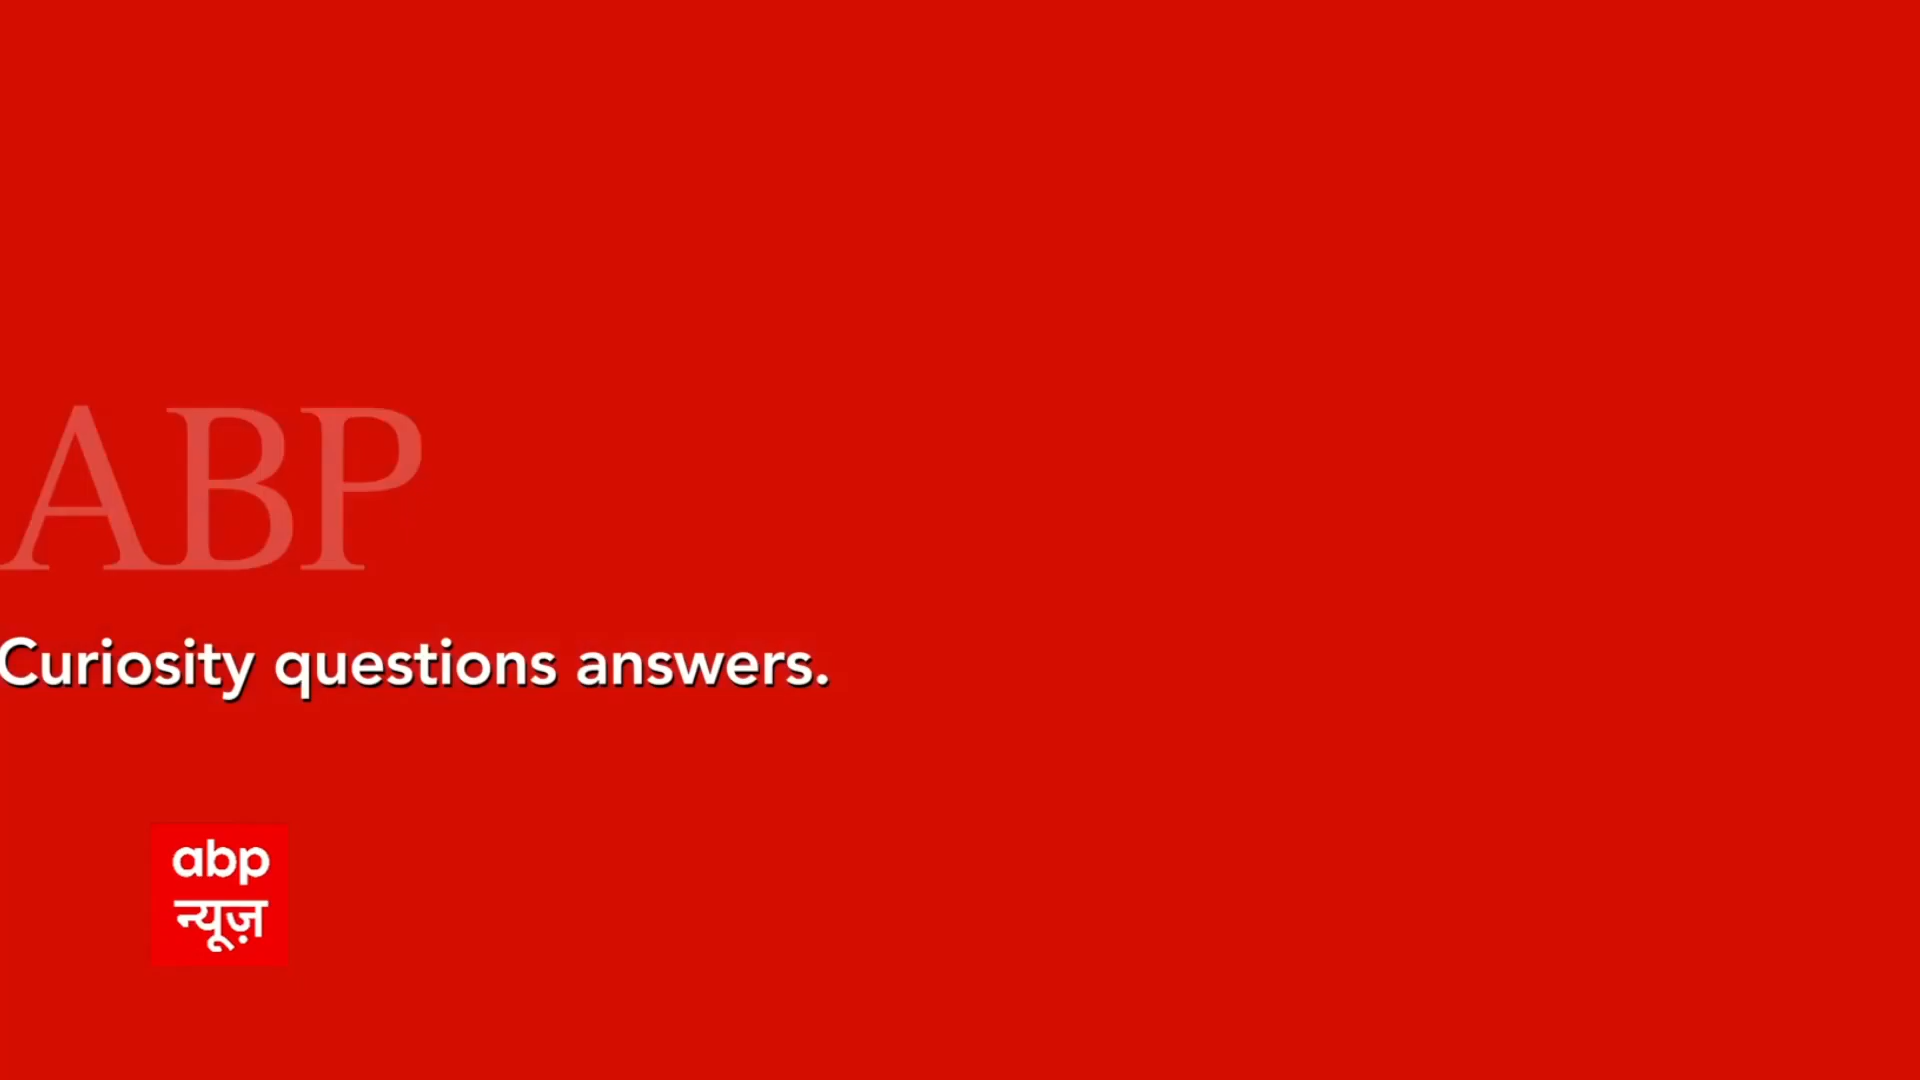 ABP
Curiosity questions answers.
abp
न्यूज़